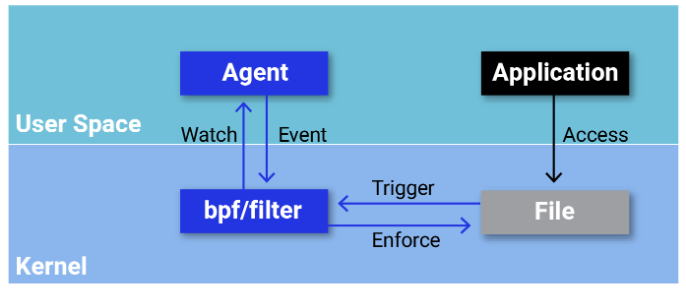 Agent
Application
User Space
Watch
Event
Access
bpf/filter
Trigger
Enforce
File
Kernel